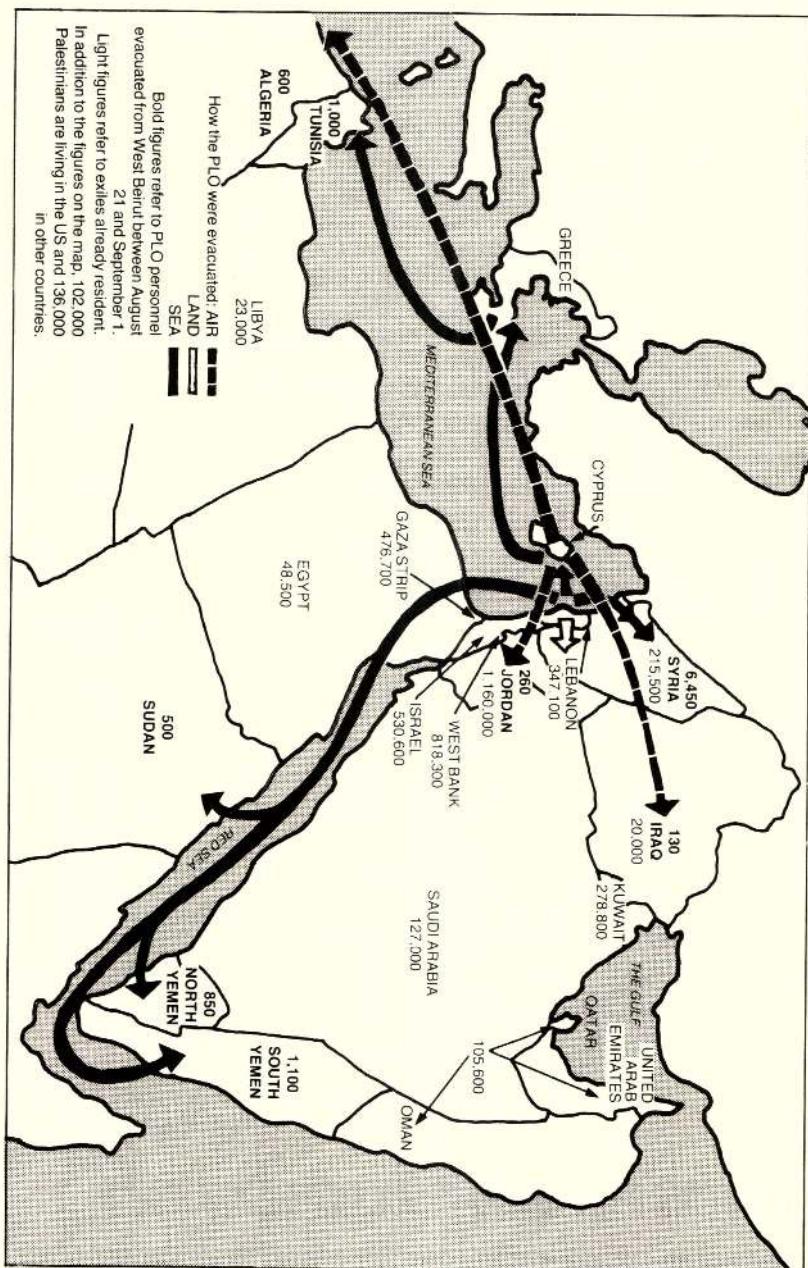 GREECE
CYPRUS
MEDITERRANEAN SEA
600
ALGERIA
1,000
TUNISIA
LIBYA
23.000
EGYPT
48.500
GAZA STRIP
476.700
ISRAEL
530.600
WEST BANK
818.300
260
JORDAN
1.160.000
LEBANON
347.100
6,450
SYRIA
215,500
130
IRAQ
20,000
KUWAIT
278.800
THE GULF
QATAR
UNITED
ARAB
EMIRATES
105,600
OMAN
SAUDI ARABIA
127,000
RED SEA
500
SUDAN
850
NORTH
YEMEN
1,100
SOUTH
YEMEN
How the PLO were evacuated: AIR
LAND
SEA
Bold figures refer to PLO personnel
evacuated from West Beirut between August
21 and September 1.
Light figures refer to exiles already resident.
In addition to the figures on the map, 102,000
Palestinians are living in the US and 136,000
in other countries.